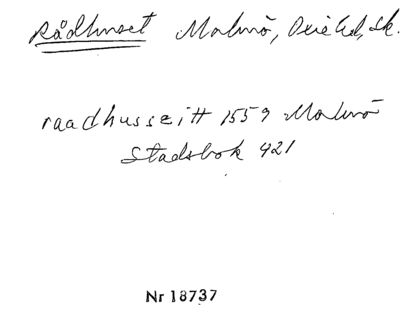 Rådhuset Malmö, Oxie hd, Sk.
raadhusseitt 1559 Malmö
Stadsbok 421
Nr 18737